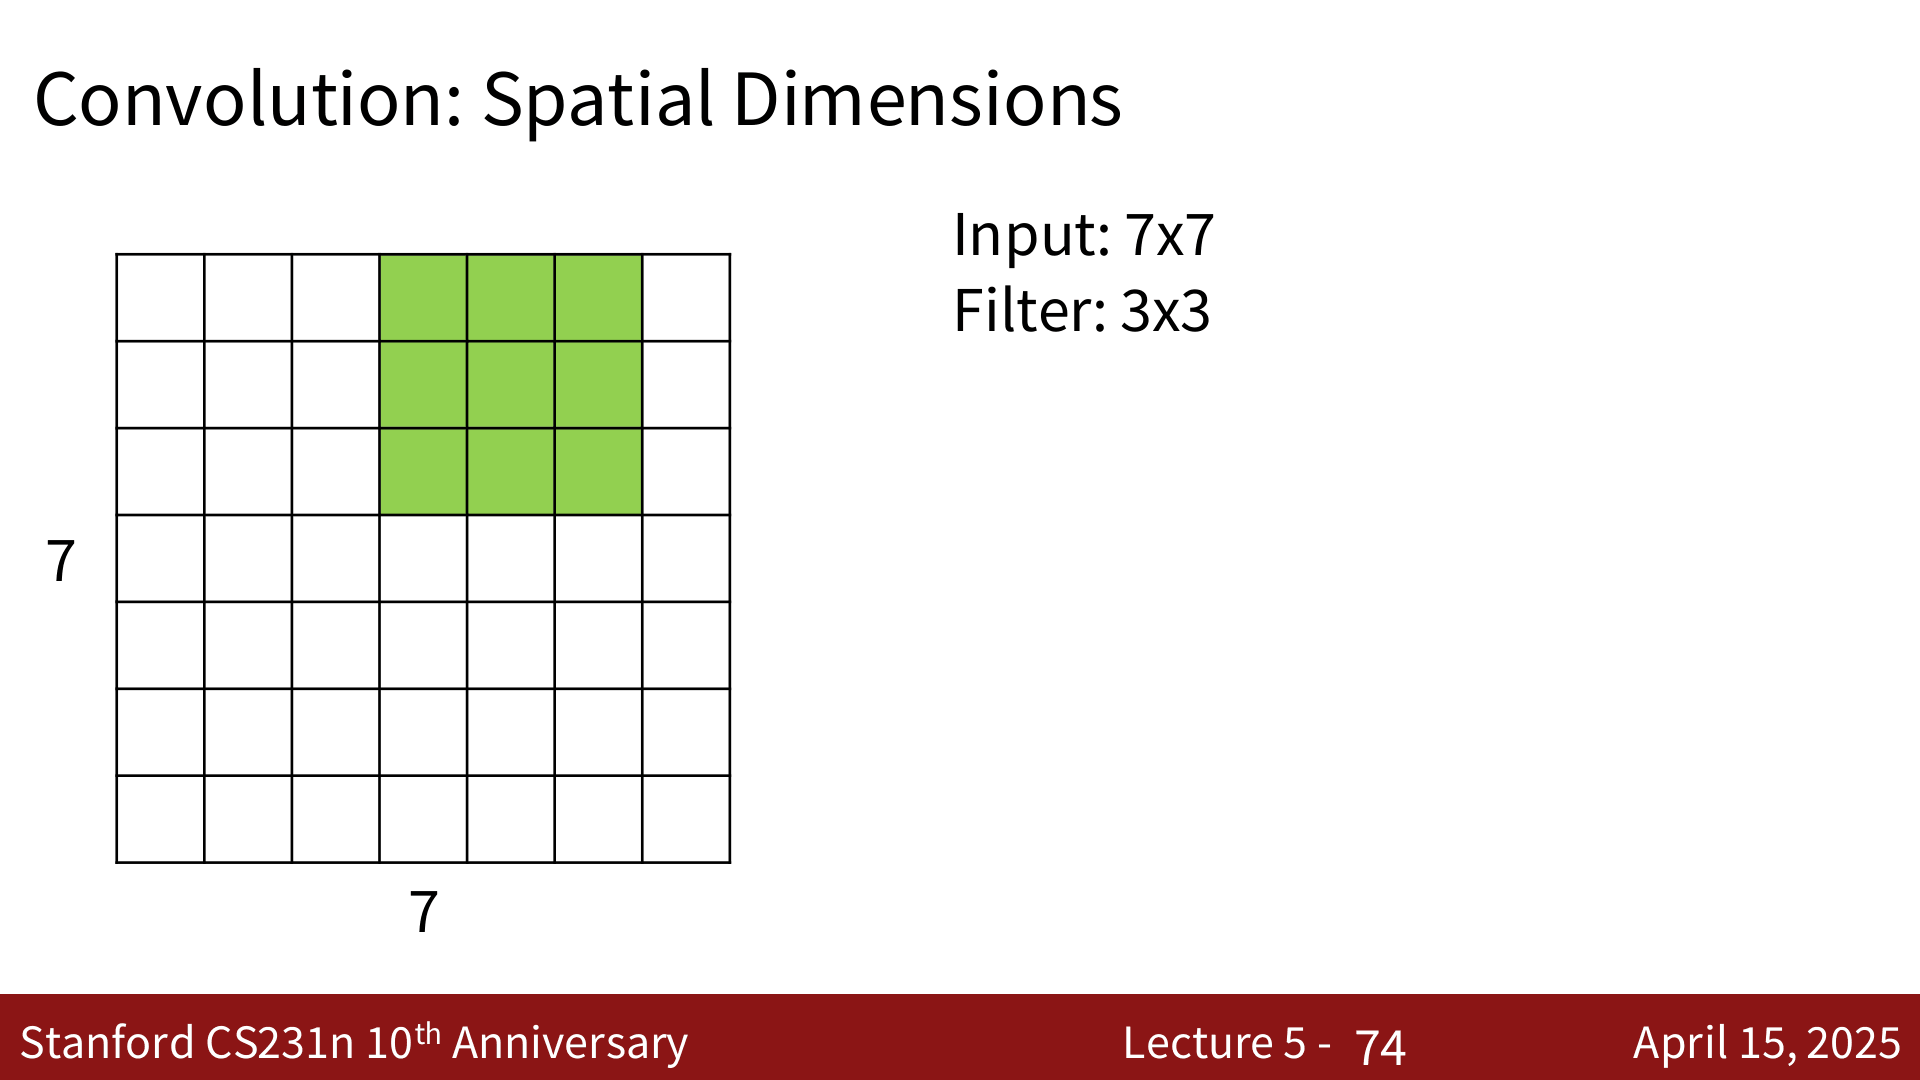 Convolution: Spatial Dimensions
Input: 7x7
Filter: 3x3
7
7
Stanford CS231n 10th Anniversary
Lecture 5 - 74
April 15, 2025